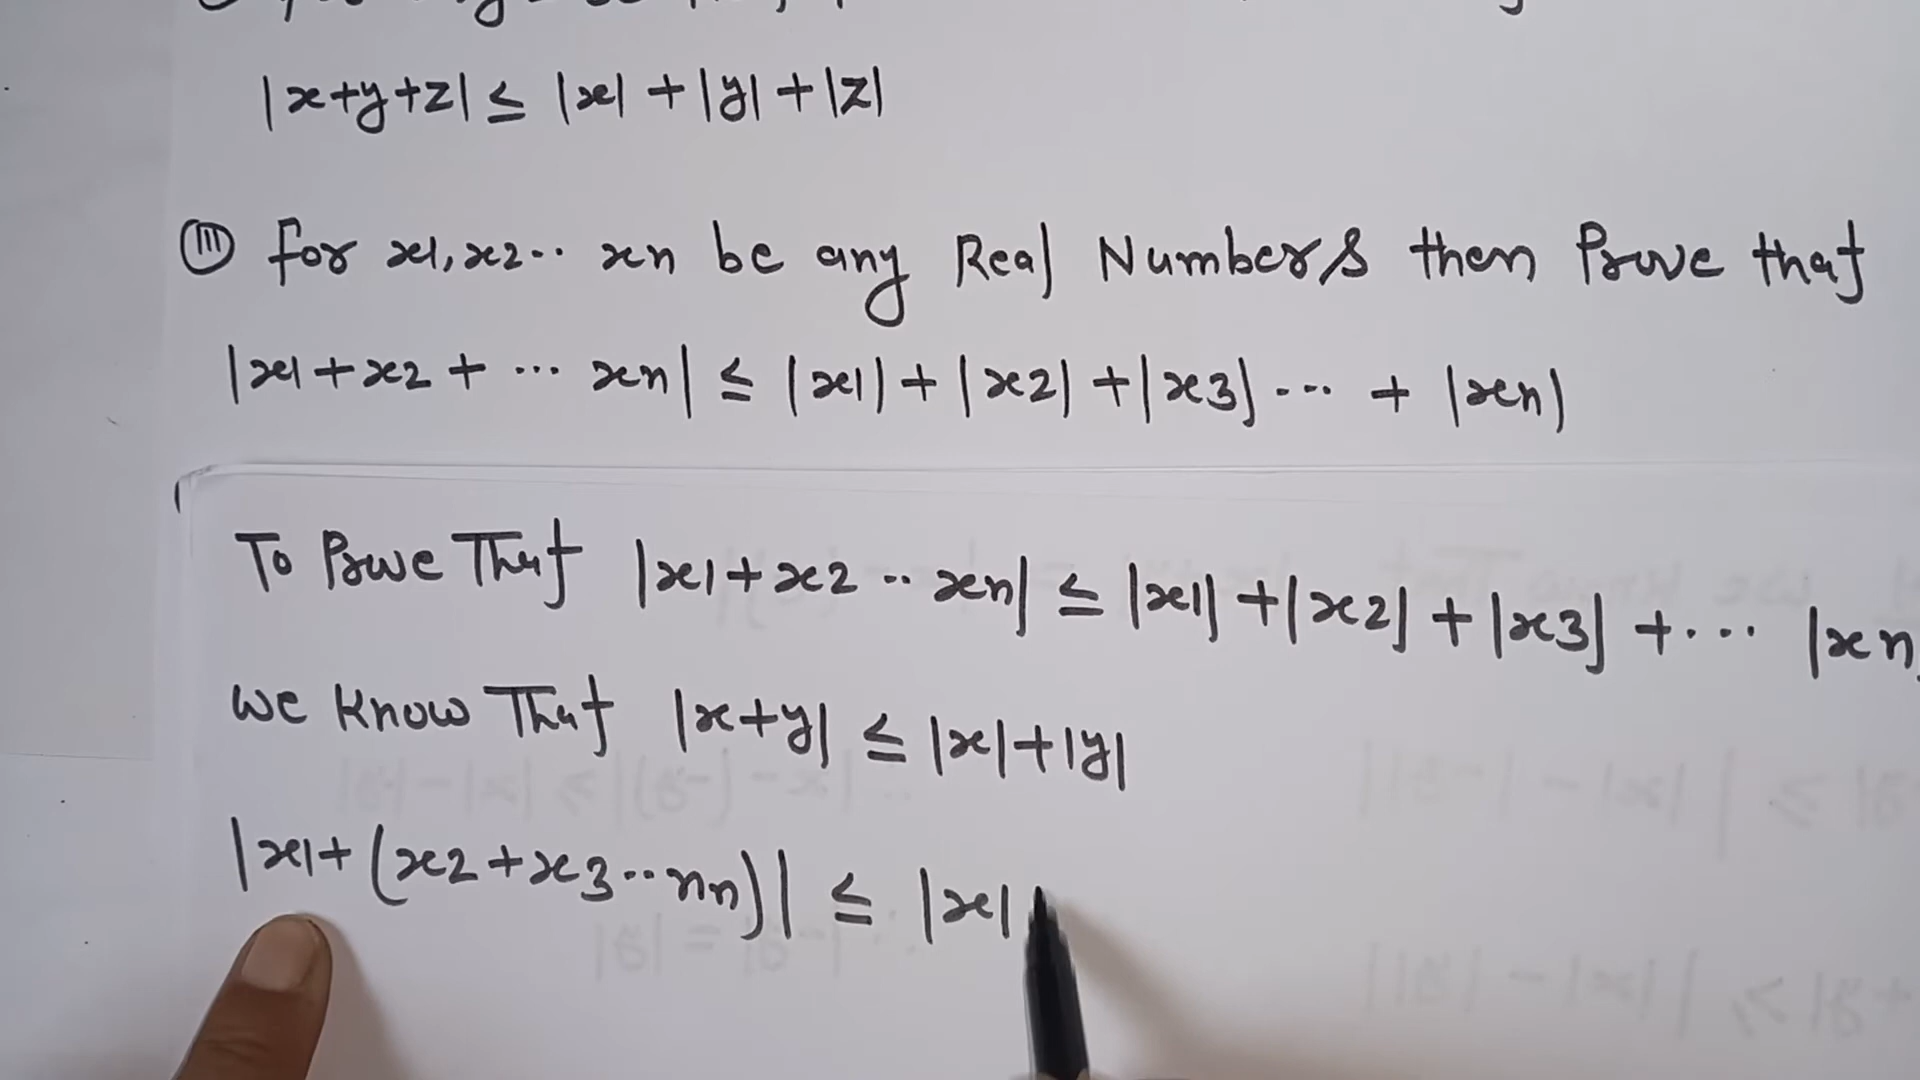 |x+y+z| ≤ |x| + |y| + |z|
(III) for x1, x2.. xn be any Real Numbers then Prove that
|x1+x2+ ... xn| ≤ |x1| + |x2| + |x3| ... + |xn|
To Prove That |x1+x2 .. xn| ≤ |x1| + |x2| + |x3| +... |xn
We Know That |x+y| ≤ |x|+|y|
|x1+(x2+x3...nn)| ≤ |x|